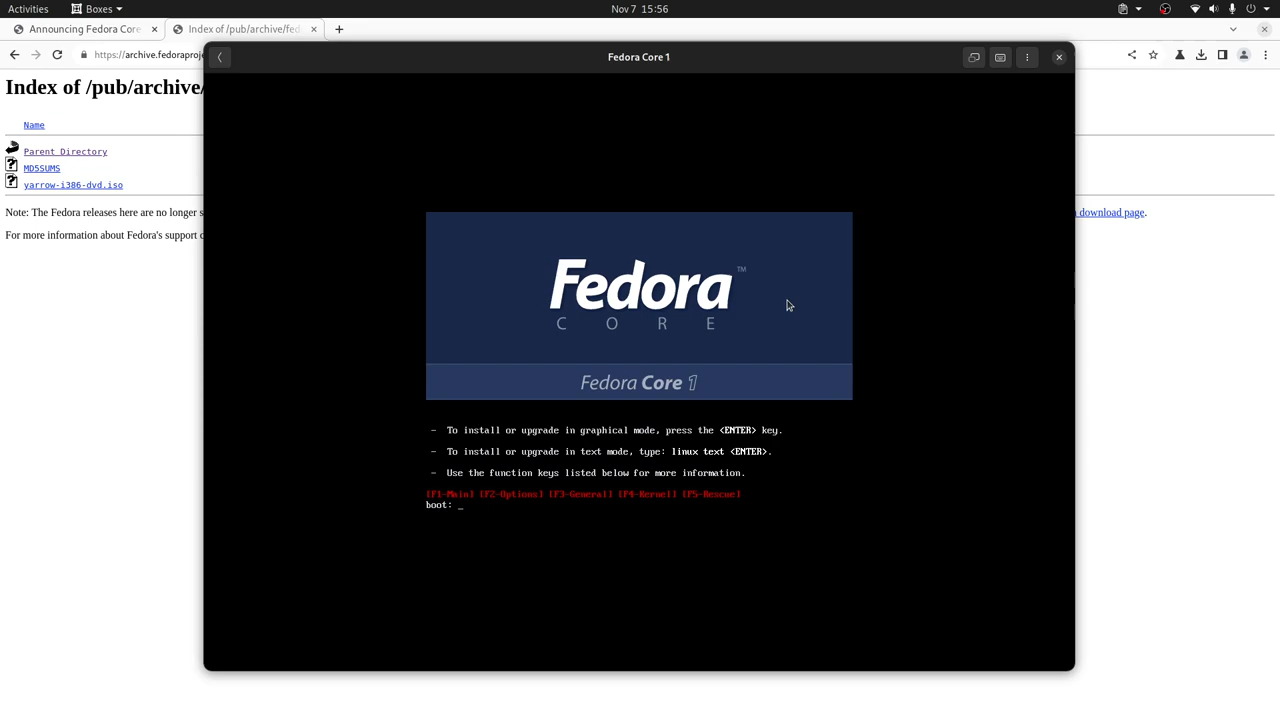 Activities
Boxes
Nov 7 15:56
Announcing Fedora Core
Index of /pub/archive/fed
https://archive.fedoraproje
Fedora Core 1
Index of /pub/archive/
Name
Parent Directory
MD5SUMS
yarrow-i386-dvd.iso
Note: The Fedora releases here are no longer s
download page.
For more information about Fedora's support
Fedora™
CORE
Fedora Core 1
- To install or upgrade in graphical mode, press the <ENTER> key.
- To install or upgrade in text mode, type: linux text <ENTER>.
- Use the function keys listed below for more information.
[F1-Main] [F2-Options] [F3-General] [F4-Kernel] [F5-Rescue]
boot: _